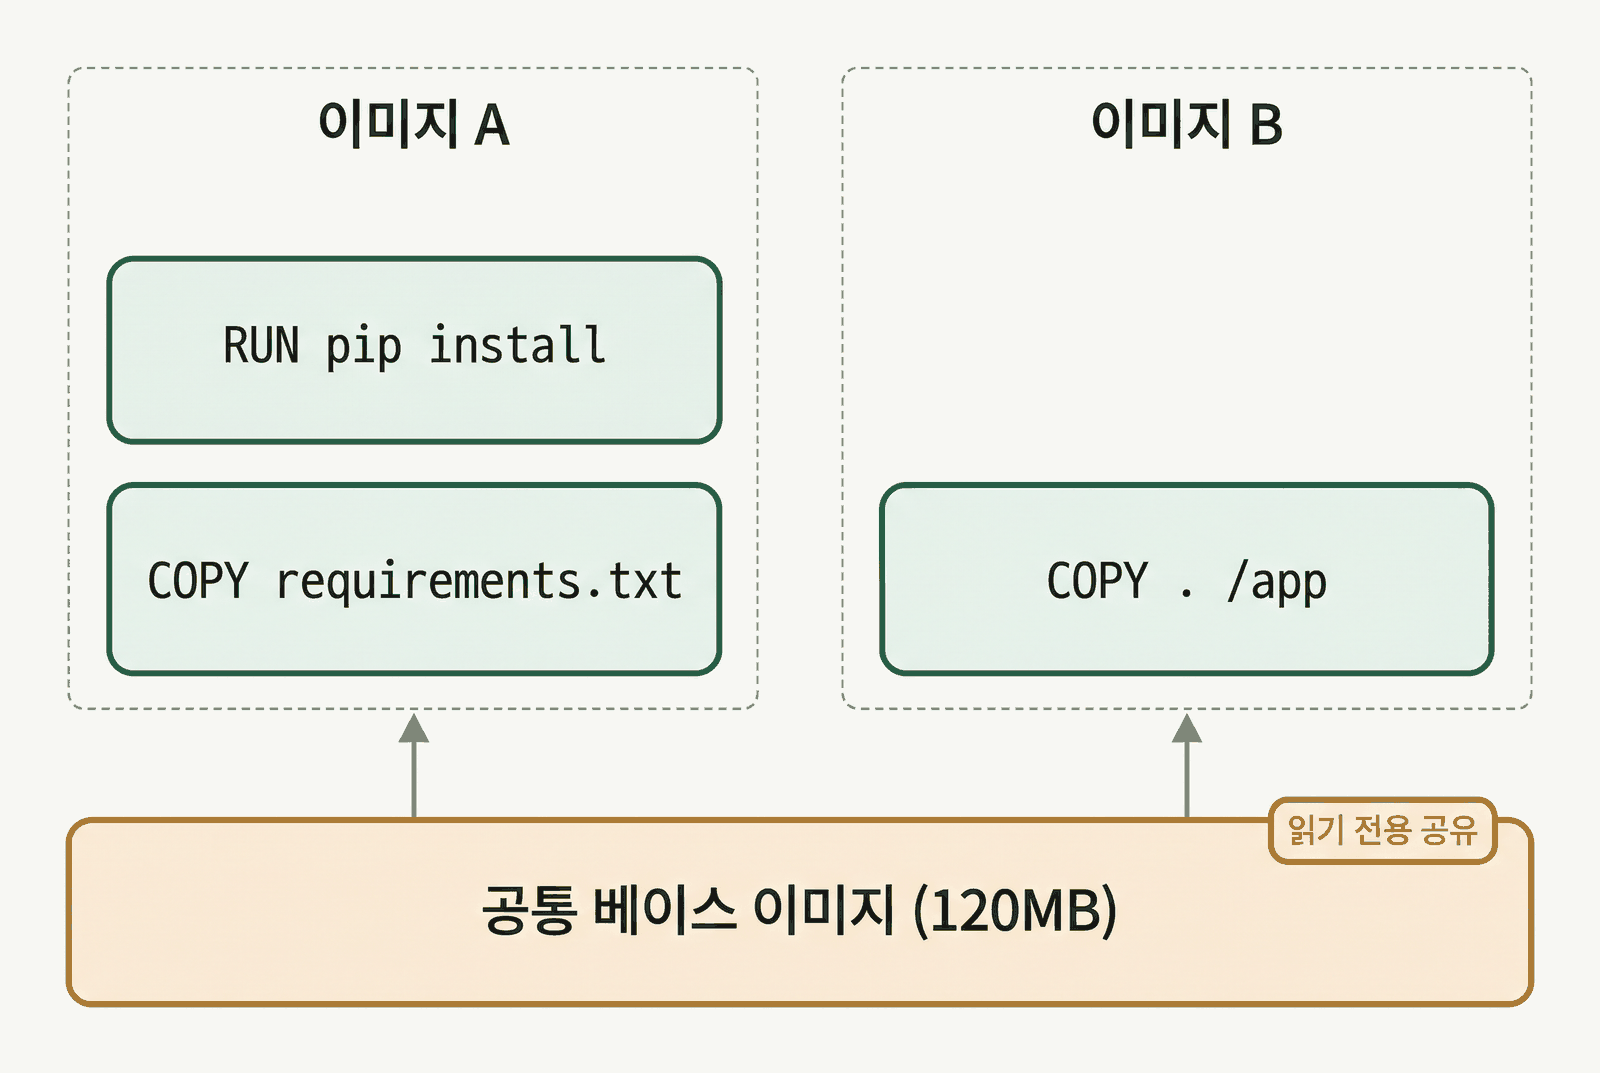 이미지 A
이미지 B
RUN pip install
COPY requirements.txt
COPY . /app
읽기 전용 공유
공통 베이스 이미지 (120MB)